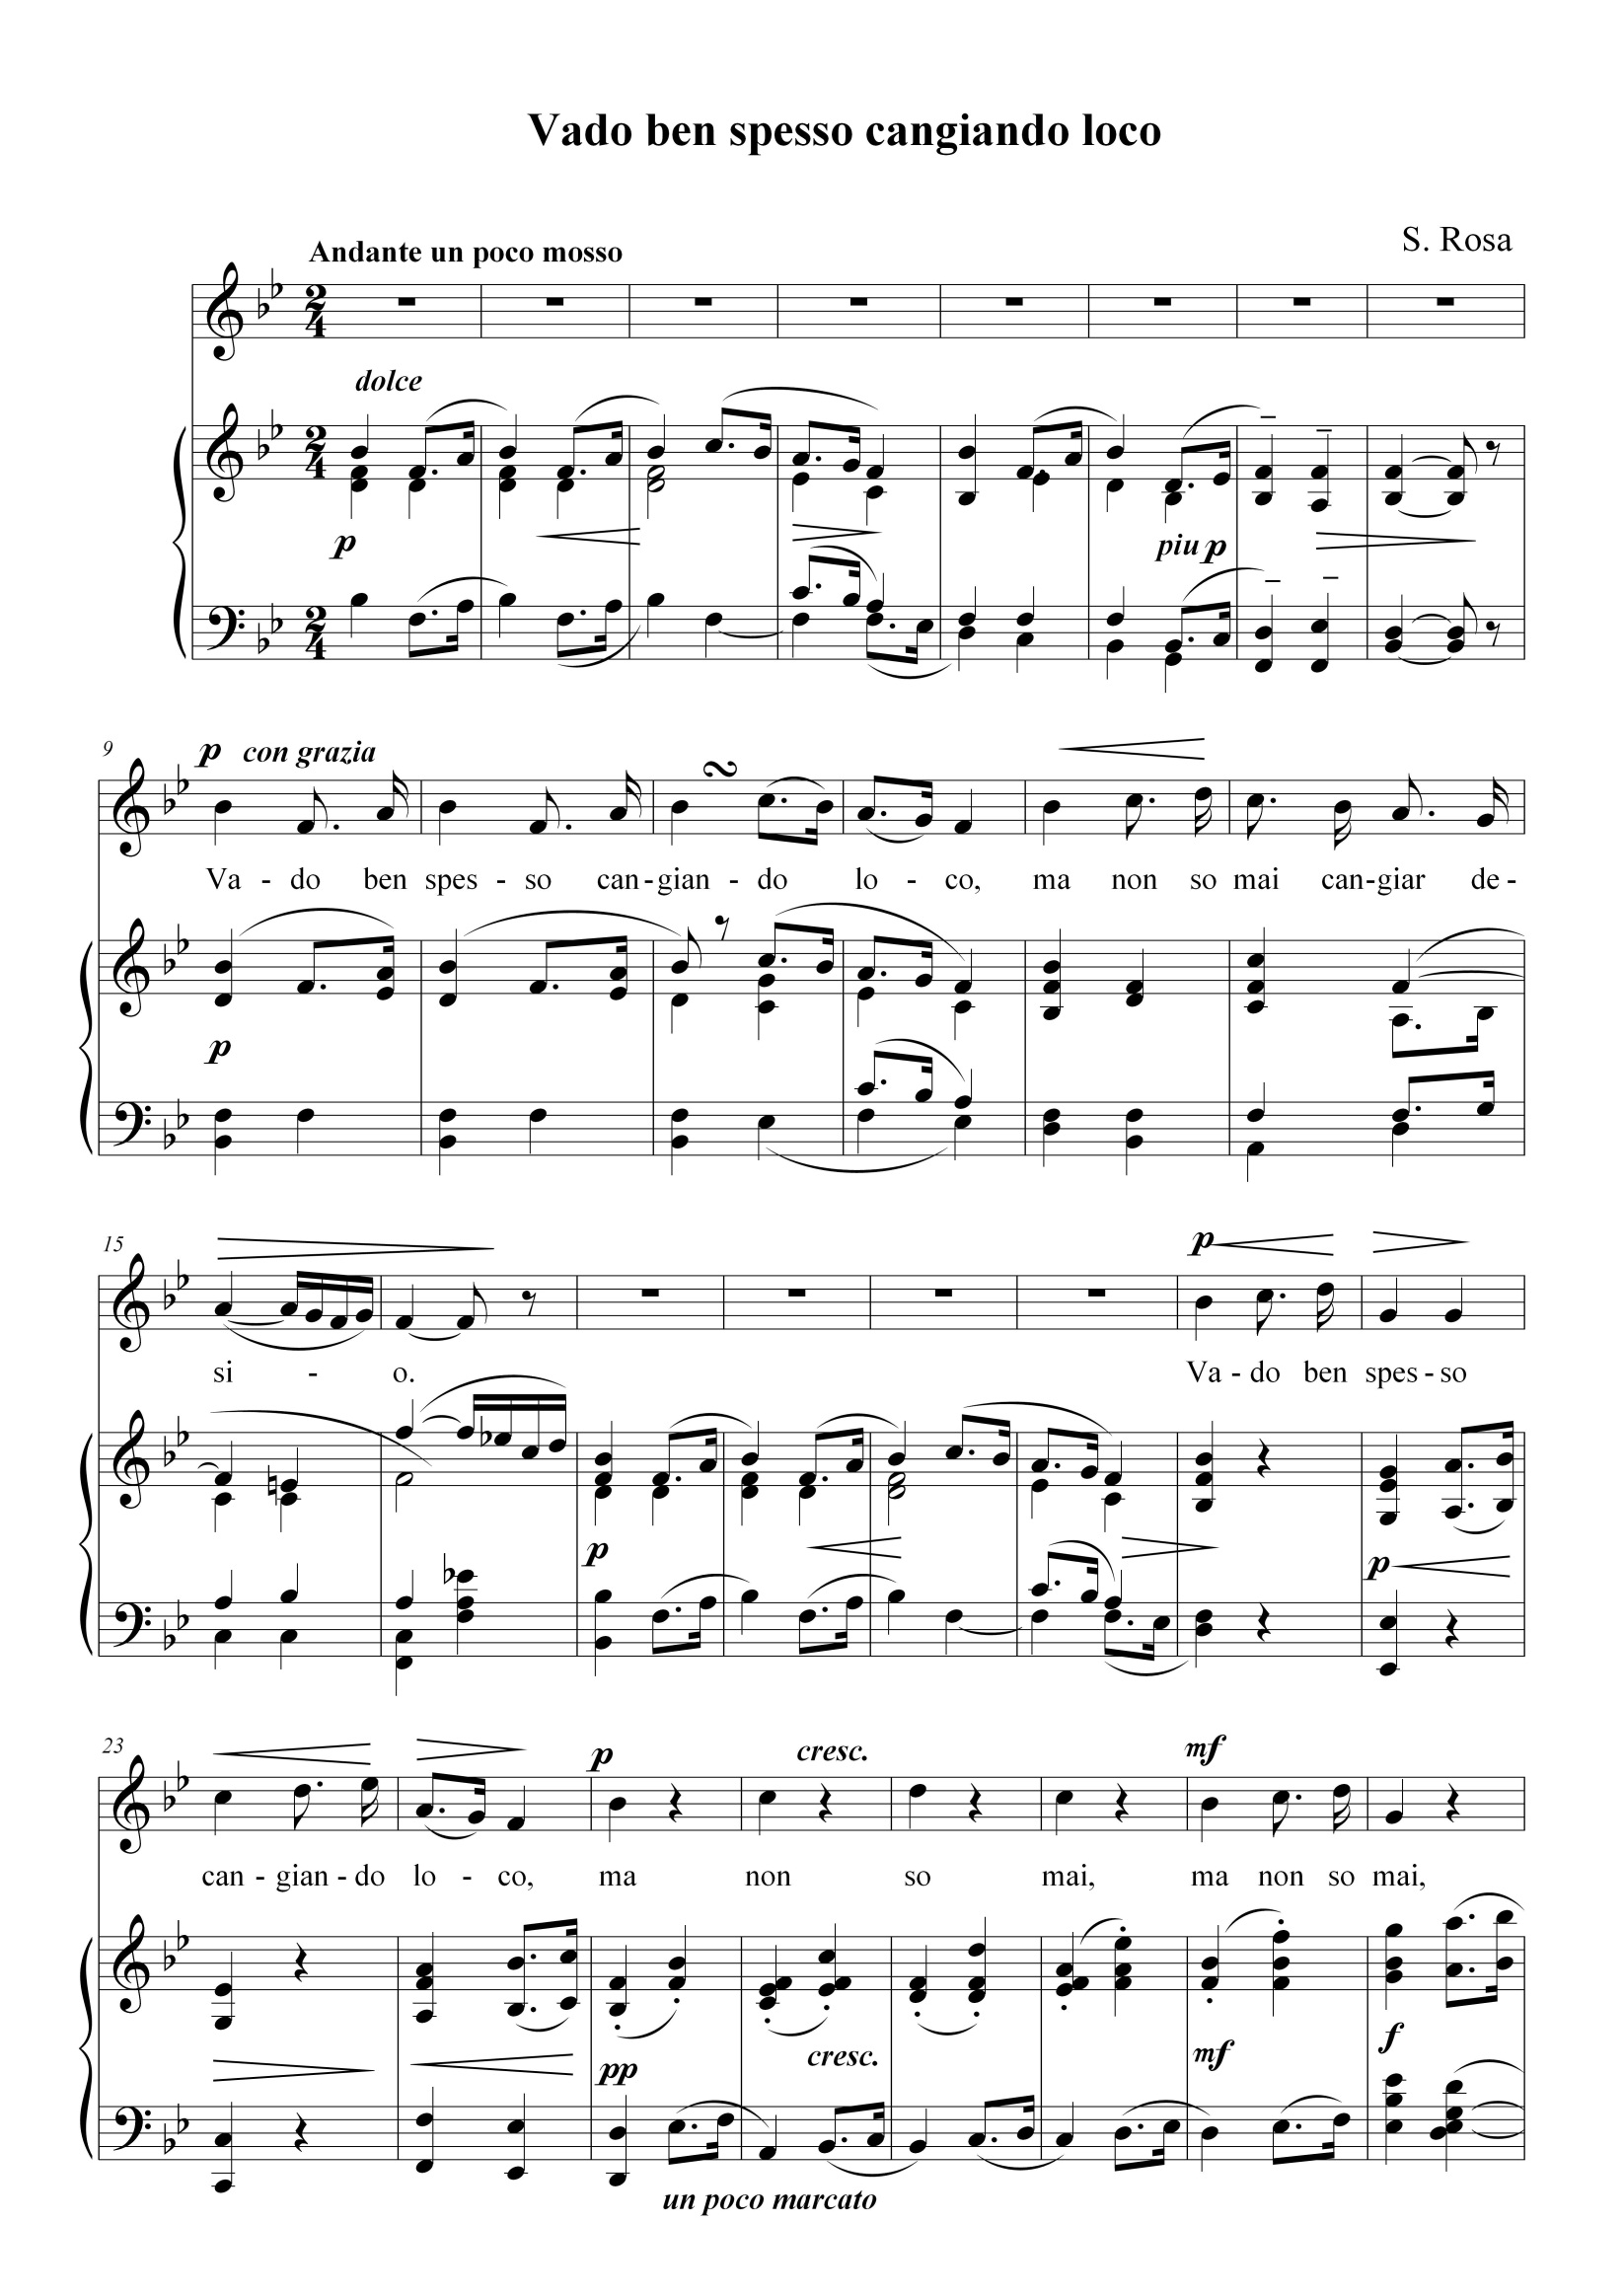 Vado ben spesso cangiando loco
S. Rosa
Andante un poco mosso
dolce
p
piu p
9
p con grazia
Va - do ben spes - so can - gian - do lo - co, ma non so mai can - giar de -
p
15
p
si - o. Va - do ben spes - so
p p
23
p cresc. mf
can - gian - do lo - co, ma non so mai, ma non so mai,
pp cresc. mf f
un poco marcato